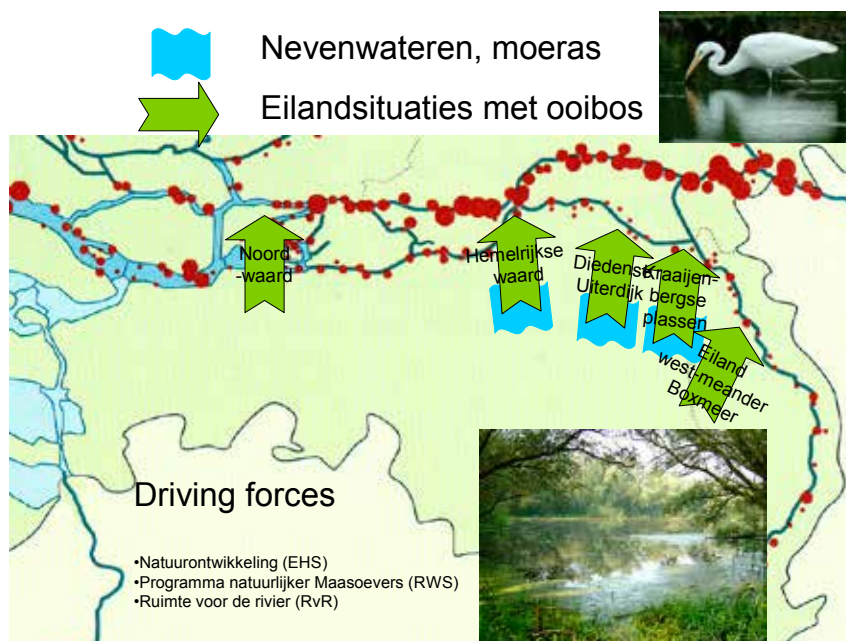 Nevenwateren, moeras
Eilandsituaties met ooibos
Noord
-waard
Hemelrijkse
waard
Diedense
Uiterdijk
Kraaijen-
bergse
plassen
Eiland
west-meander
Boxmeer
Driving forces
•Natuurontwikkeling (EHS)
•Programma natuurlijker Maasoevers (RWS)
•Ruimte voor de rivier (RvR)